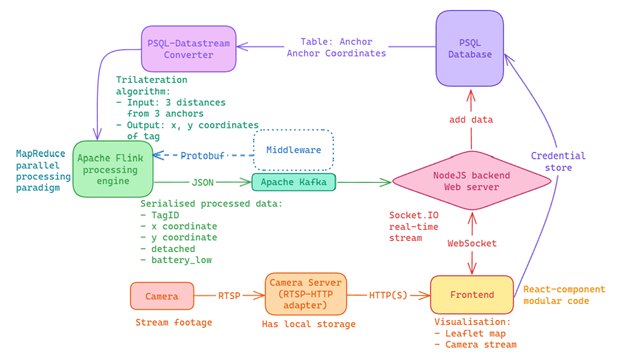 PSQL-Datastream
Converter
Table: Anchor
Anchor Coordinates
PSQL
Database
Trilateration
algorithm:
- Input: 3 distances
from 3 anchors
- Output: x, y coordinates
of tag
add data
MapReduce
parallel
processing
paradigm
Apache Flink
processing
engine
Protobuf
Middleware
Credential
store
JSON
Apache Kafka
NodeJS backend
Web server
Serialised processed data:
- TagID
- x coordinate
- y coordinate
- detached
- battery_low
Socket.IO
real-time
stream
WebSocket
Camera
RTSP
Camera Server
(RTSP-HTTP
adapter)
HTTP(S)
Frontend
React-component
modular code
Stream footage
Has local storage
Visualisation:
- Leaflet map
- Camera stream